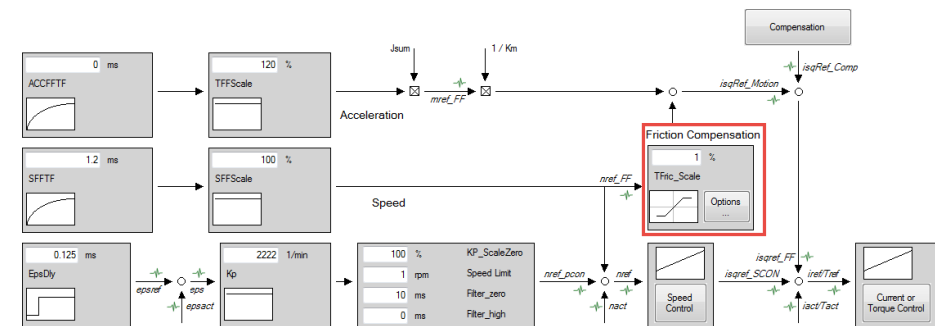 Compensation
Jsum
1 / Km
isqRef_Comp
0 ms
ACCFFTF
120 %
TFFScale
mref_FF
isqRef_Motion
Acceleration
Friction Compensation
1.2 ms
SFFTF
100 %
SFFScale
1 %
TFric_Scale
nref_FF
Options
...
Speed
0.125 ms
EpsDly
2222 1/min
Kp
100 % KP_ScaleZero
1 rpm Speed Limit
10 ms Filter_zero
0 ms Filter_high
epsref
eps
epsact
nref_pcon
nref
nact
Speed
Control
isqref_FF
isqref_SCON
iref/Tref
iact/Tact
Current or
Torque Control